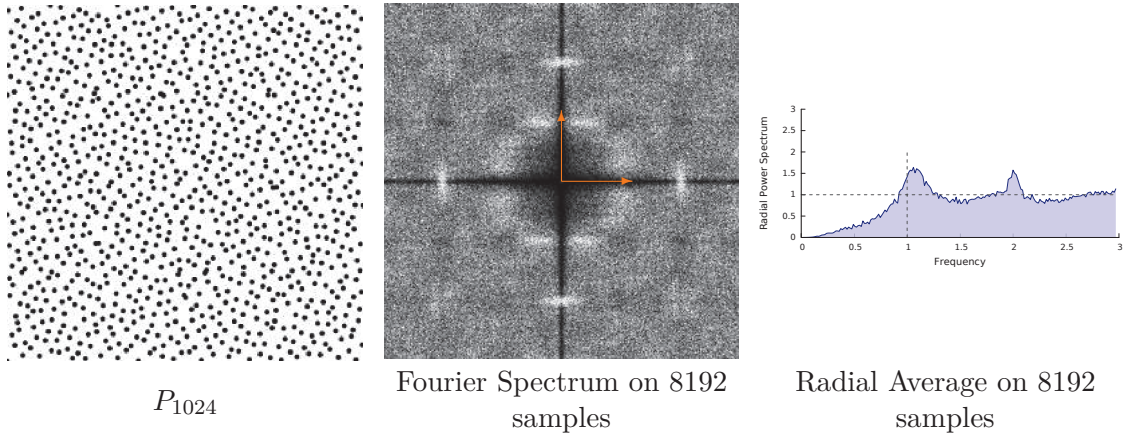 3
2.5
2
1.5
1
0.5
0
Radial Power Spectrum
0 0.5 1 1.5 2 2.5 3
Frequency
P1024
Fourier Spectrum on 8192
samples
Radial Average on 8192
samples